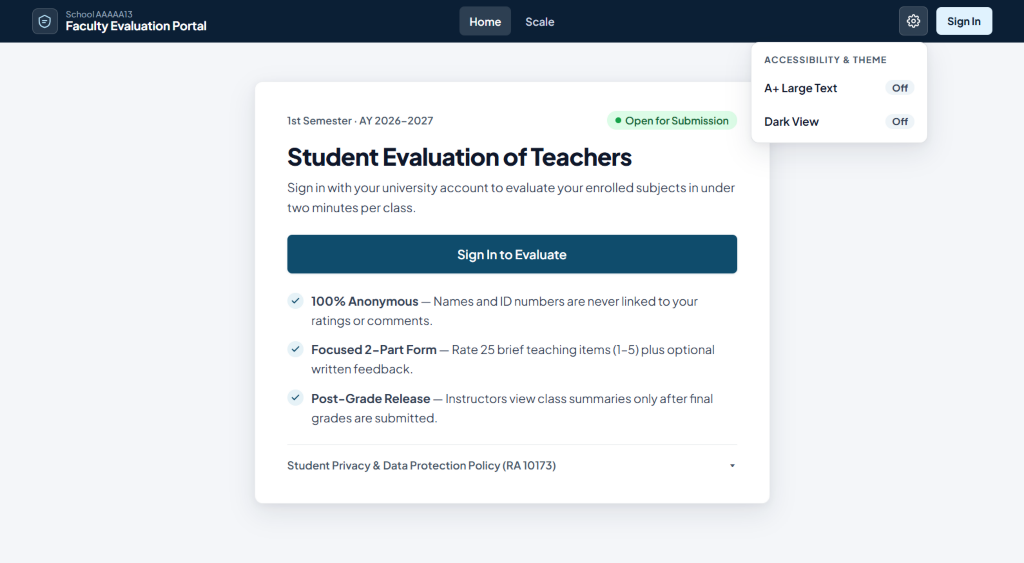 School AAAAA13
Faculty Evaluation Portal
Home
Scale
Sign In
ACCESSIBILITY & THEME
A+ Large Text
Off
Dark View
Off
1st Semester · AY 2026–2027
Open for Submission
Student Evaluation of Teachers
Sign in with your university account to evaluate your enrolled subjects in under
two minutes per class.
Sign In to Evaluate
100% Anonymous — Names and ID numbers are never linked to your
ratings or comments.
Focused 2-Part Form — Rate 25 brief teaching items (1–5) plus optional
written feedback.
Post-Grade Release — Instructors view class summaries only after final
grades are submitted.
Student Privacy & Data Protection Policy (RA 10173)